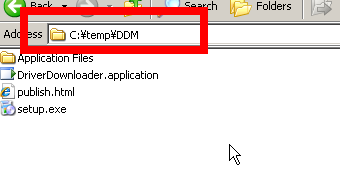 Back Search Folders
Address C:¥temp¥DDM
Application Files
DriverDownloader.application
publish.html
setup.exe